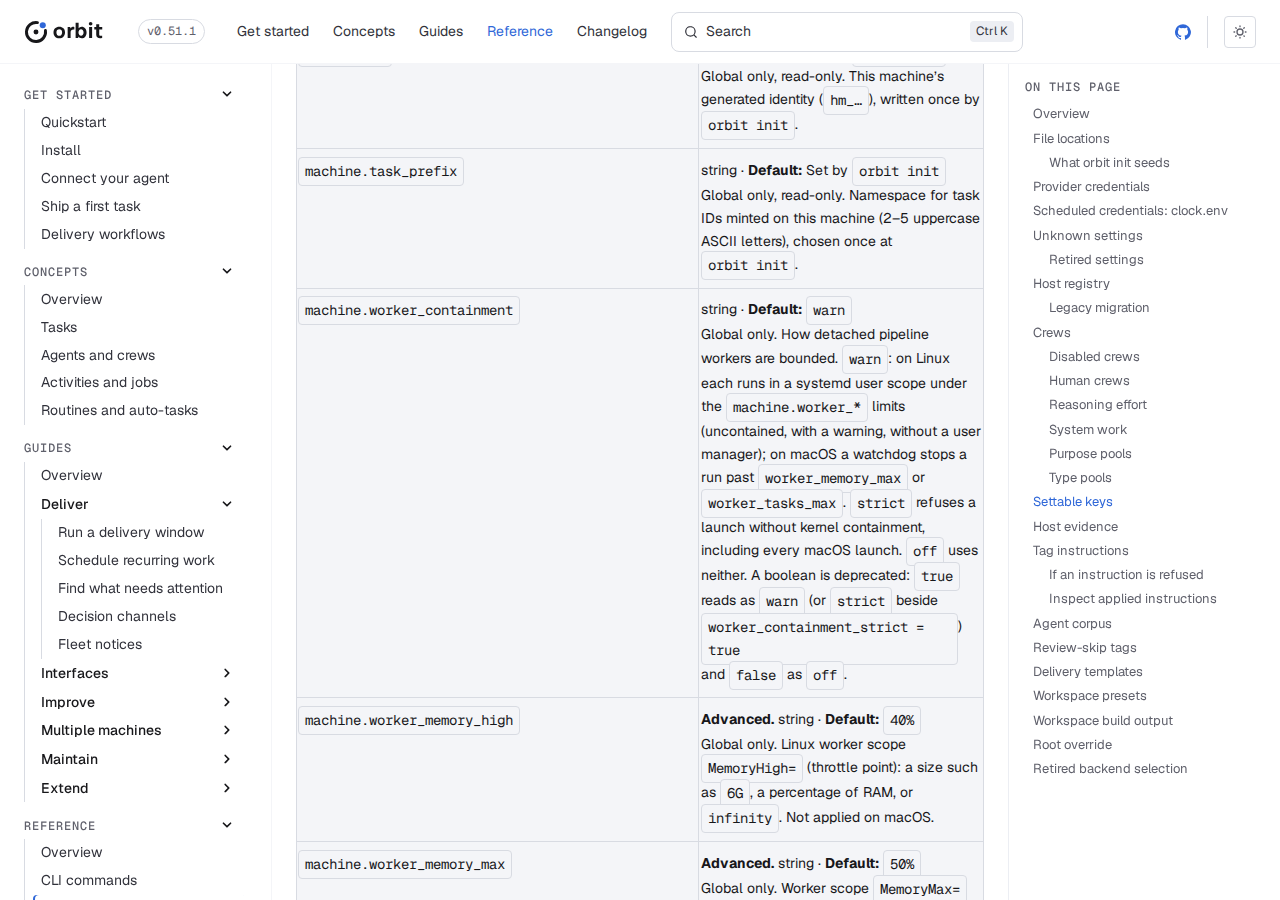 orbit
v0.51.1
Get started
Concepts
Guides
Reference
Changelog
Search
Ctrl K
GET STARTED
Quickstart
Install
Connect your agent
Ship a first task
Delivery workflows
CONCEPTS
Overview
Tasks
Agents and crews
Activities and jobs
Routines and auto-tasks
GUIDES
Overview
Deliver
Run a delivery window
Schedule recurring work
Find what needs attention
Decision channels
Fleet notices
Interfaces
Improve
Multiple machines
Maintain
Extend
REFERENCE
Overview
CLI commands
Global only, read-only. This machine’s
generated identity (hm_…), written once by
orbit init.
machine.task_prefix
string · Default: Set by orbit init
Global only, read-only. Namespace for task
IDs minted on this machine (2–5 uppercase
ASCII letters), chosen once at
orbit init.
machine.worker_containment
string · Default: warn
Global only. How detached pipeline
workers are bounded. warn: on Linux
each runs in a systemd user scope under
the machine.worker_* limits
(uncontained, with a warning, without a user
manager); on macOS a watchdog stops a
run past worker_memory_max or
worker_tasks_max. strict refuses a
launch without kernel containment,
including every macOS launch. off uses
neither. A boolean is deprecated: true
reads as warn (or strict beside
worker_containment_strict =
true)
and false as off.
machine.worker_memory_high
Advanced. string · Default: 40%
Global only. Linux worker scope
MemoryHigh= (throttle point): a size such
as 6G, a percentage of RAM, or
infinity. Not applied on macOS.
machine.worker_memory_max
Advanced. string · Default: 50%
Global only. Worker scope MemoryMax=
ON THIS PAGE
Overview
File locations
What orbit init seeds
Provider credentials
Scheduled credentials: clock.env
Unknown settings
Retired settings
Host registry
Legacy migration
Crews
Disabled crews
Human crews
Reasoning effort
System work
Purpose pools
Type pools
Settable keys
Host evidence
Tag instructions
If an instruction is refused
Inspect applied instructions
Agent corpus
Review-skip tags
Delivery templates
Workspace presets
Workspace build output
Root override
Retired backend selection